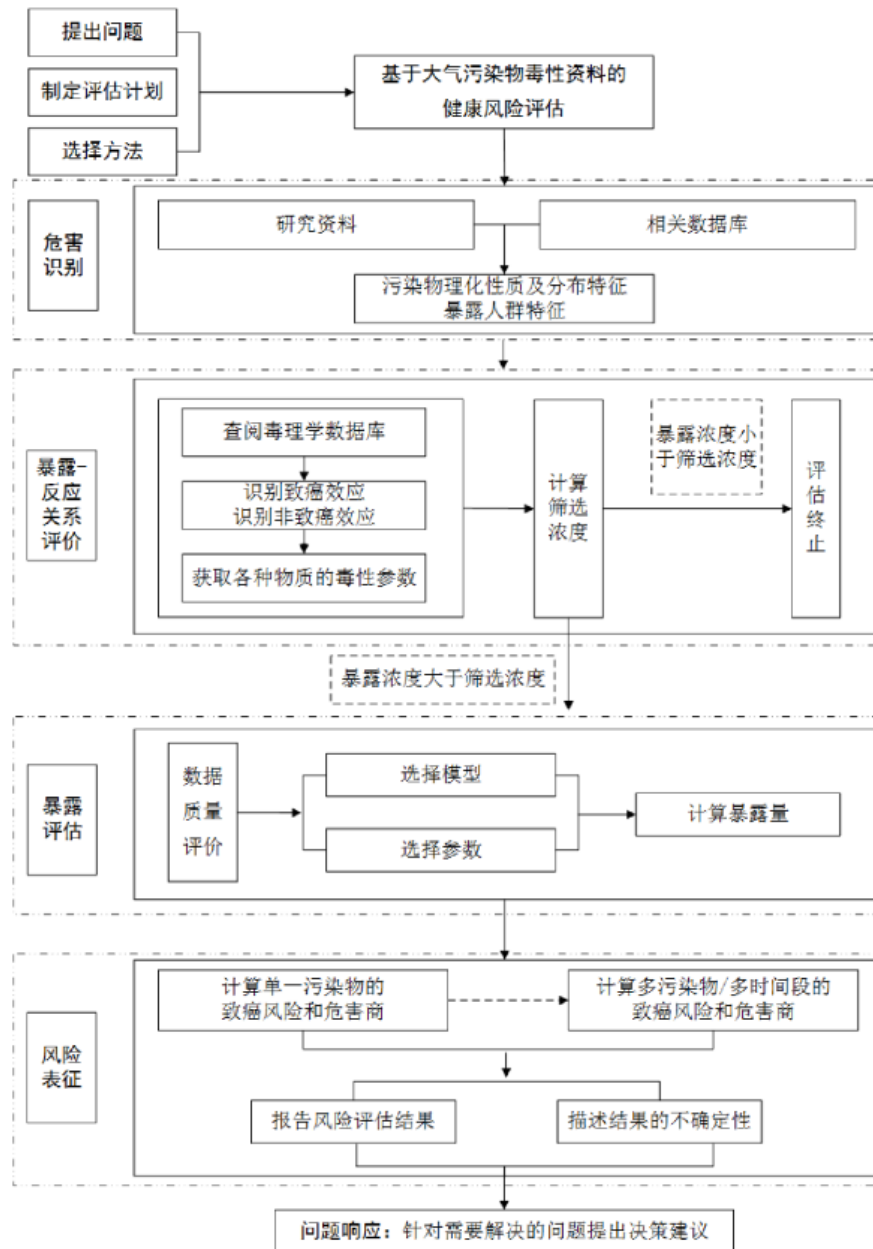 提出问题
制定评估计划
选择方法
基于大气污染物毒性资料的
健康风险评估
危害
识别
研究资料
相关数据库
污染物理化性质及分布特征
暴露人群特征
暴露-
反应
关系
评价
查阅毒理学数据库
识别致癌效应
识别非致癌效应
获取各种物质的毒性参数
计算
筛选
浓度
暴露浓度小
于筛选浓度
评
估
终
止
暴露浓度大于筛选浓度
暴露
评估
数据
质量
评价
选择模型
选择参数
计算暴露量
风险
表征
计算单一污染物的
致癌风险和危害商
计算多污染物/多时间段的
致癌风险和危害商
报告风险评估结果
描述结果的不确定性
问题响应：针对需要解决的问题提出决策建议